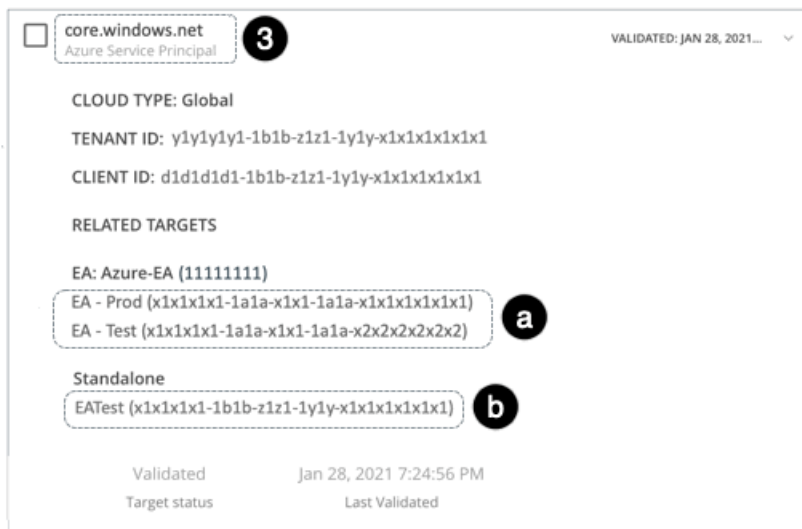 core.windows.net
Azure Service Principal
3
VALIDATED: JAN 28, 2021...
CLOUD TYPE: Global
TENANT ID: y1y1y1y1-1b1b-z1z1-1y1y-x1x1x1x1x1x1
CLIENT ID: d1d1d1d1-1b1b-z1z1-1y1y-x1x1x1x1x1x1
RELATED TARGETS
EA: Azure-EA (11111111)
EA - Prod (x1x1x1x1-1a1a-x1x1-1a1a-x1x1x1x1x1x1)
EA - Test (x1x1x1x1-1a1a-x1x1-1a1a-x2x2x2x2x2x2)
a
Standalone
EATest (x1x1x1x1-1b1b-z1z1-1y1y-x1x1x1x1x1x1)
b
Validated Jan 28, 2021 7:24:56 PM
Target status Last Validated